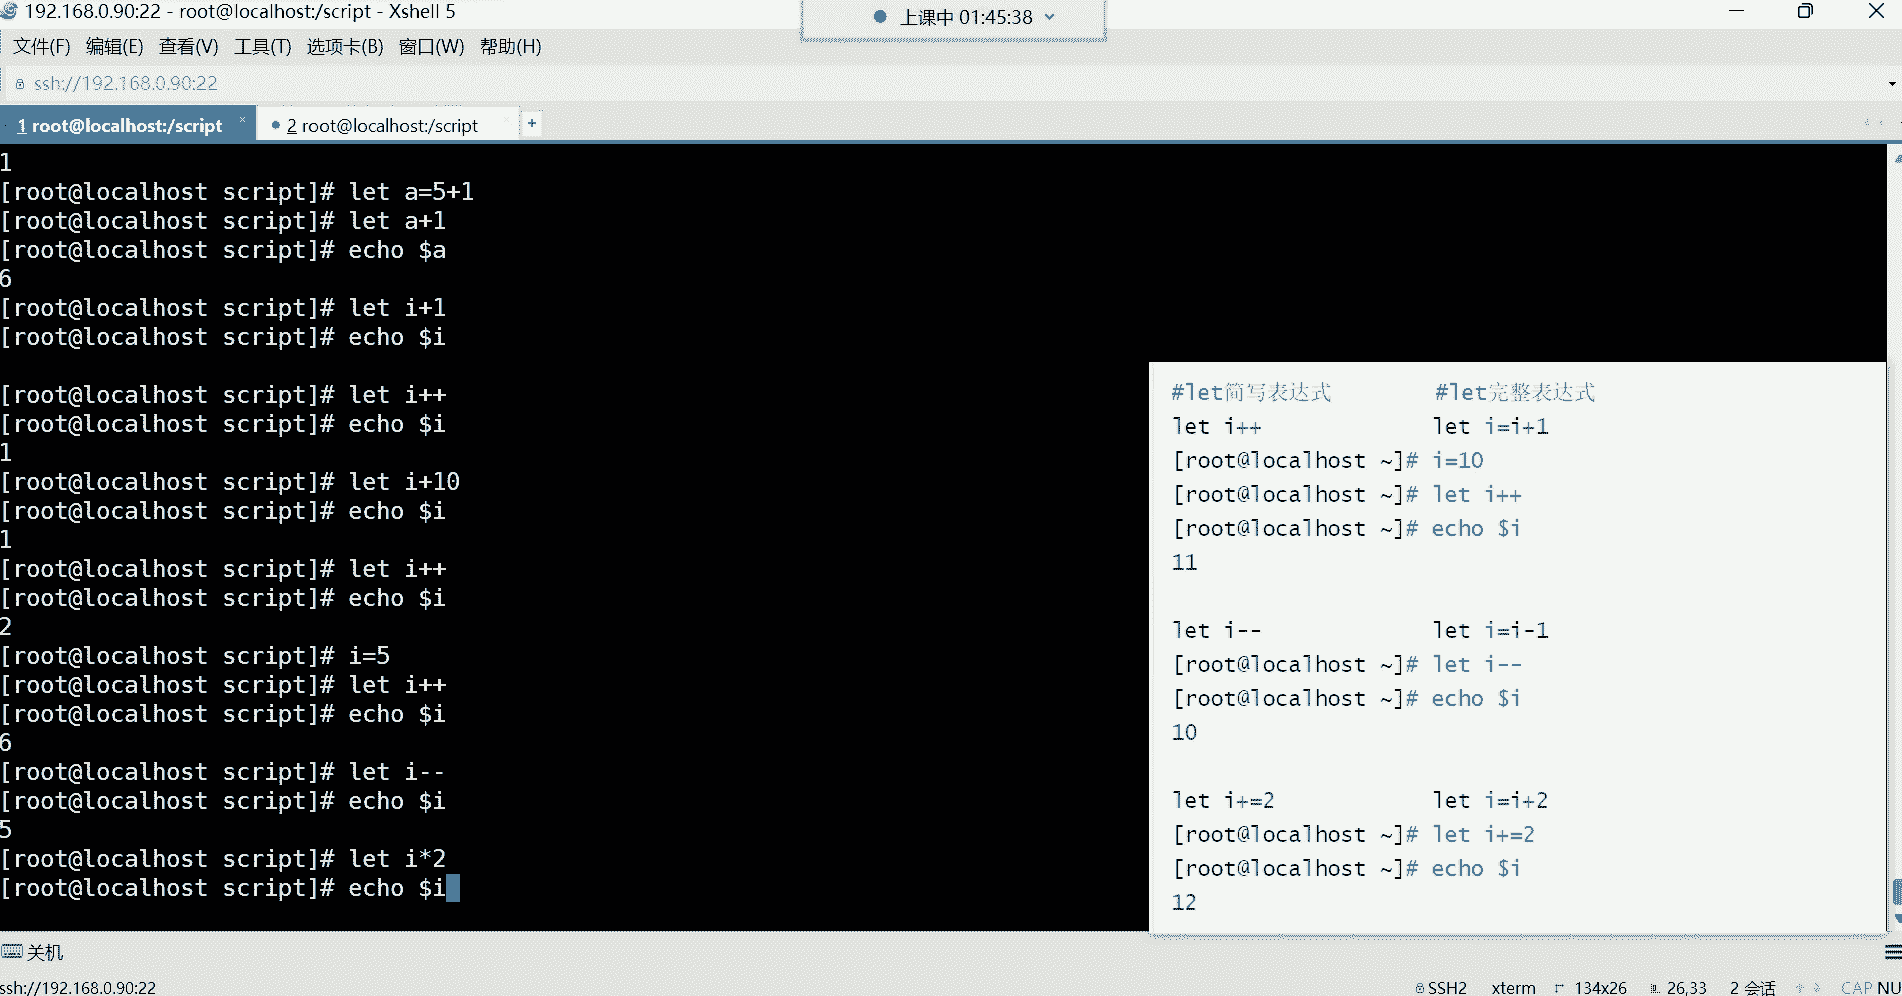 192.168.0.90:22 - root@localhost:/script - Xshell 5
上课中 01:45:38
文件(F) 编辑(E) 查看(V) 工具(T) 选项卡(B) 窗口(W) 帮助(H)
ssh://192.168.0.90:22
1 root@localhost:/script × 2 root@localhost:/script +
1
[root@localhost script]# let a=5+1
[root@localhost script]# let a+1
[root@localhost script]# echo $a
6
[root@localhost script]# let i+1
[root@localhost script]# echo $i
[root@localhost script]# let i++
[root@localhost script]# echo $i
1
[root@localhost script]# let i+10
[root@localhost script]# echo $i
1
[root@localhost script]# let i++
[root@localhost script]# echo $i
2
[root@localhost script]# i=5
[root@localhost script]# let i++
[root@localhost script]# echo $i
6
[root@localhost script]# let i--
[root@localhost script]# echo $i
5
[root@localhost script]# let i*2
[root@localhost script]# echo $i
#let简写表达式 #let完整表达式
let i++ let i=i+1
[root@localhost ~]# i=10
[root@localhost ~]# let i++
[root@localhost ~]# echo $i
11
let i-- let i=i-1
[root@localhost ~]# let i--
[root@localhost ~]# echo $i
10
let i+=2 let i=i+2
[root@localhost ~]# let i+=2
[root@localhost ~]# echo $i
12
关机
ssh://192.168.0.90:22 SSH2 xterm 134x26 26,33 2 会话 CAP NU